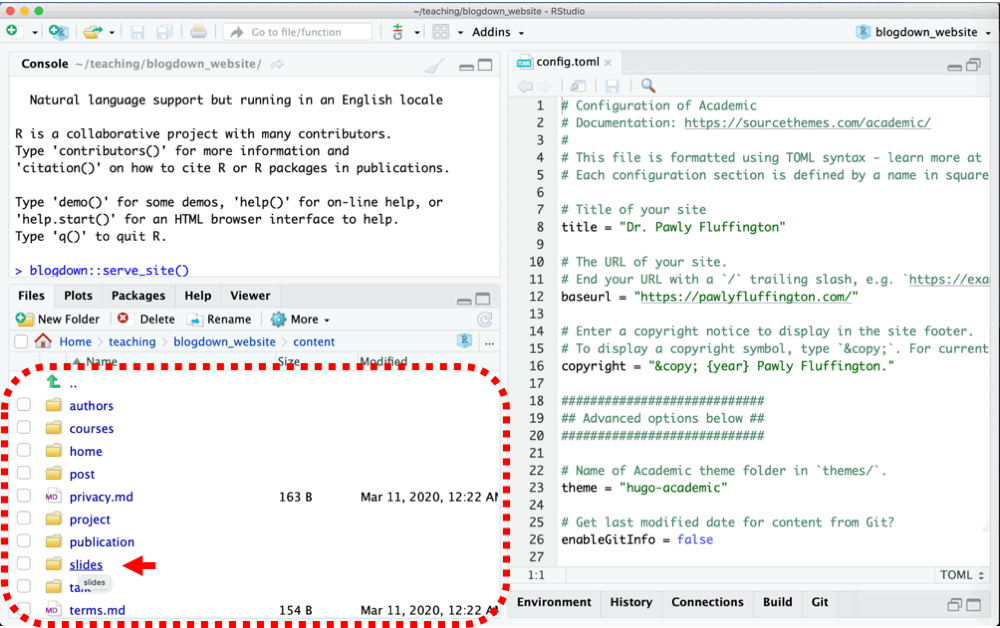 ~/teaching/blogdown_website - RStudio
Go to file/function
Addins
blogdown_website
Console ~/teaching/blogdown_website/
Natural language support but running in an English locale
R is a collaborative project with many contributors.
Type 'contributors()' for more information and
'citation()' on how to cite R or R packages in publications.
Type 'demo()' for some demos, 'help()' for on-line help, or
'help.start()' for an HTML browser interface to help.
Type 'q()' to quit R.
> blogdown::serve_site()
Files Plots Packages Help Viewer
New Folder Delete Rename More
Home teaching blogdown_website content ...
Name Size Modified
..
authors
courses
home
post
MD privacy.md 163 B Mar 11, 2020, 12:22 AM
project
publication
slides
slides
MD terms.md 154 B Mar 11, 2020, 12:22 AM
config.toml
1 # Configuration of Academic
2 # Documentation: https://sourcethemes.com/academic/
3 #
4 # This file is formatted using TOML syntax - learn more at
5 # Each configuration section is defined by a name in square
6
7 # Title of your site
8 title = "Dr. Pawly Fluffington"
9
10 # The URL of your site.
11 # End your URL with a `/` trailing slash, e.g. `https://exa
12 baseurl = "https://pawlyfluffington.com/"
13
14 # Enter a copyright notice to display in the site footer.
15 # To display a copyright symbol, type `&copy;`. For current
16 copyright = "&copy; {year} Pawly Fluffington."
17
18 ############################
19 ## Advanced options below ##
20 ############################
21
22 # Name of Academic theme folder in `themes/`.
23 theme = "hugo-academic"
24
25 # Get last modified date for content from Git?
26 enableGitInfo = false
27
1:1 TOML
Environment History Connections Build Git